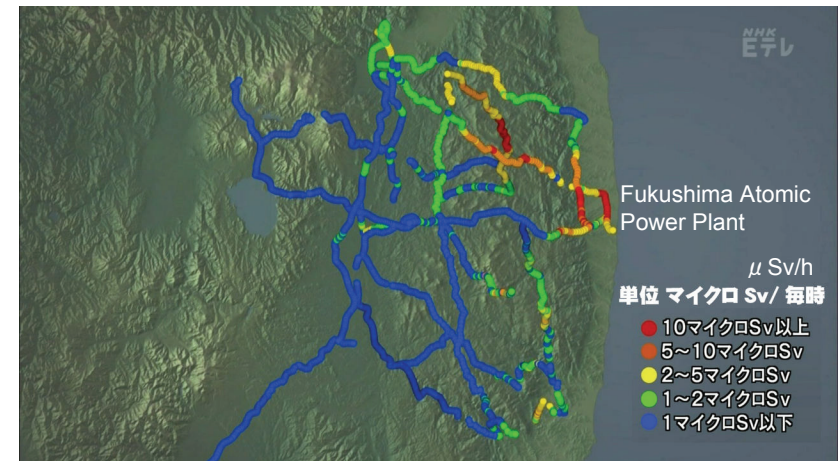 NHK
Eテレ
Fukushima Atomic
Power Plant
μ Sv/h
単位 マイクロ Sv/ 毎時
10マイクロSv以上
5～10マイクロSv
2～5マイクロSv
1～2マイクロSv
1マイクロSv以下